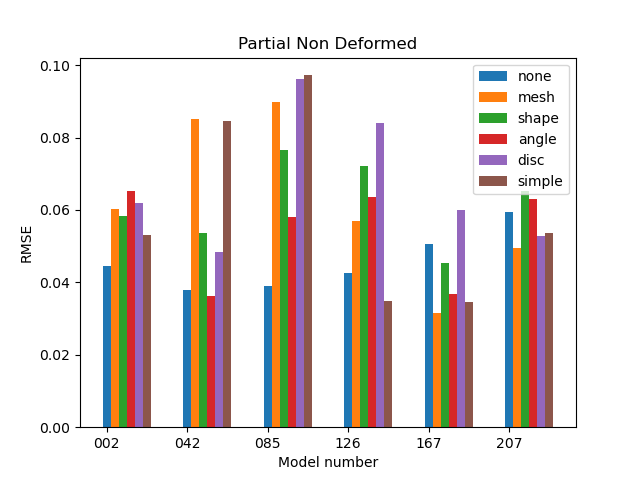 Partial Non Deformed
0.10
0.08
0.06
0.04
0.02
0.00
RMSE
none
mesh
shape
angle
disc
simple
002 042 085 126 167 207
Model number